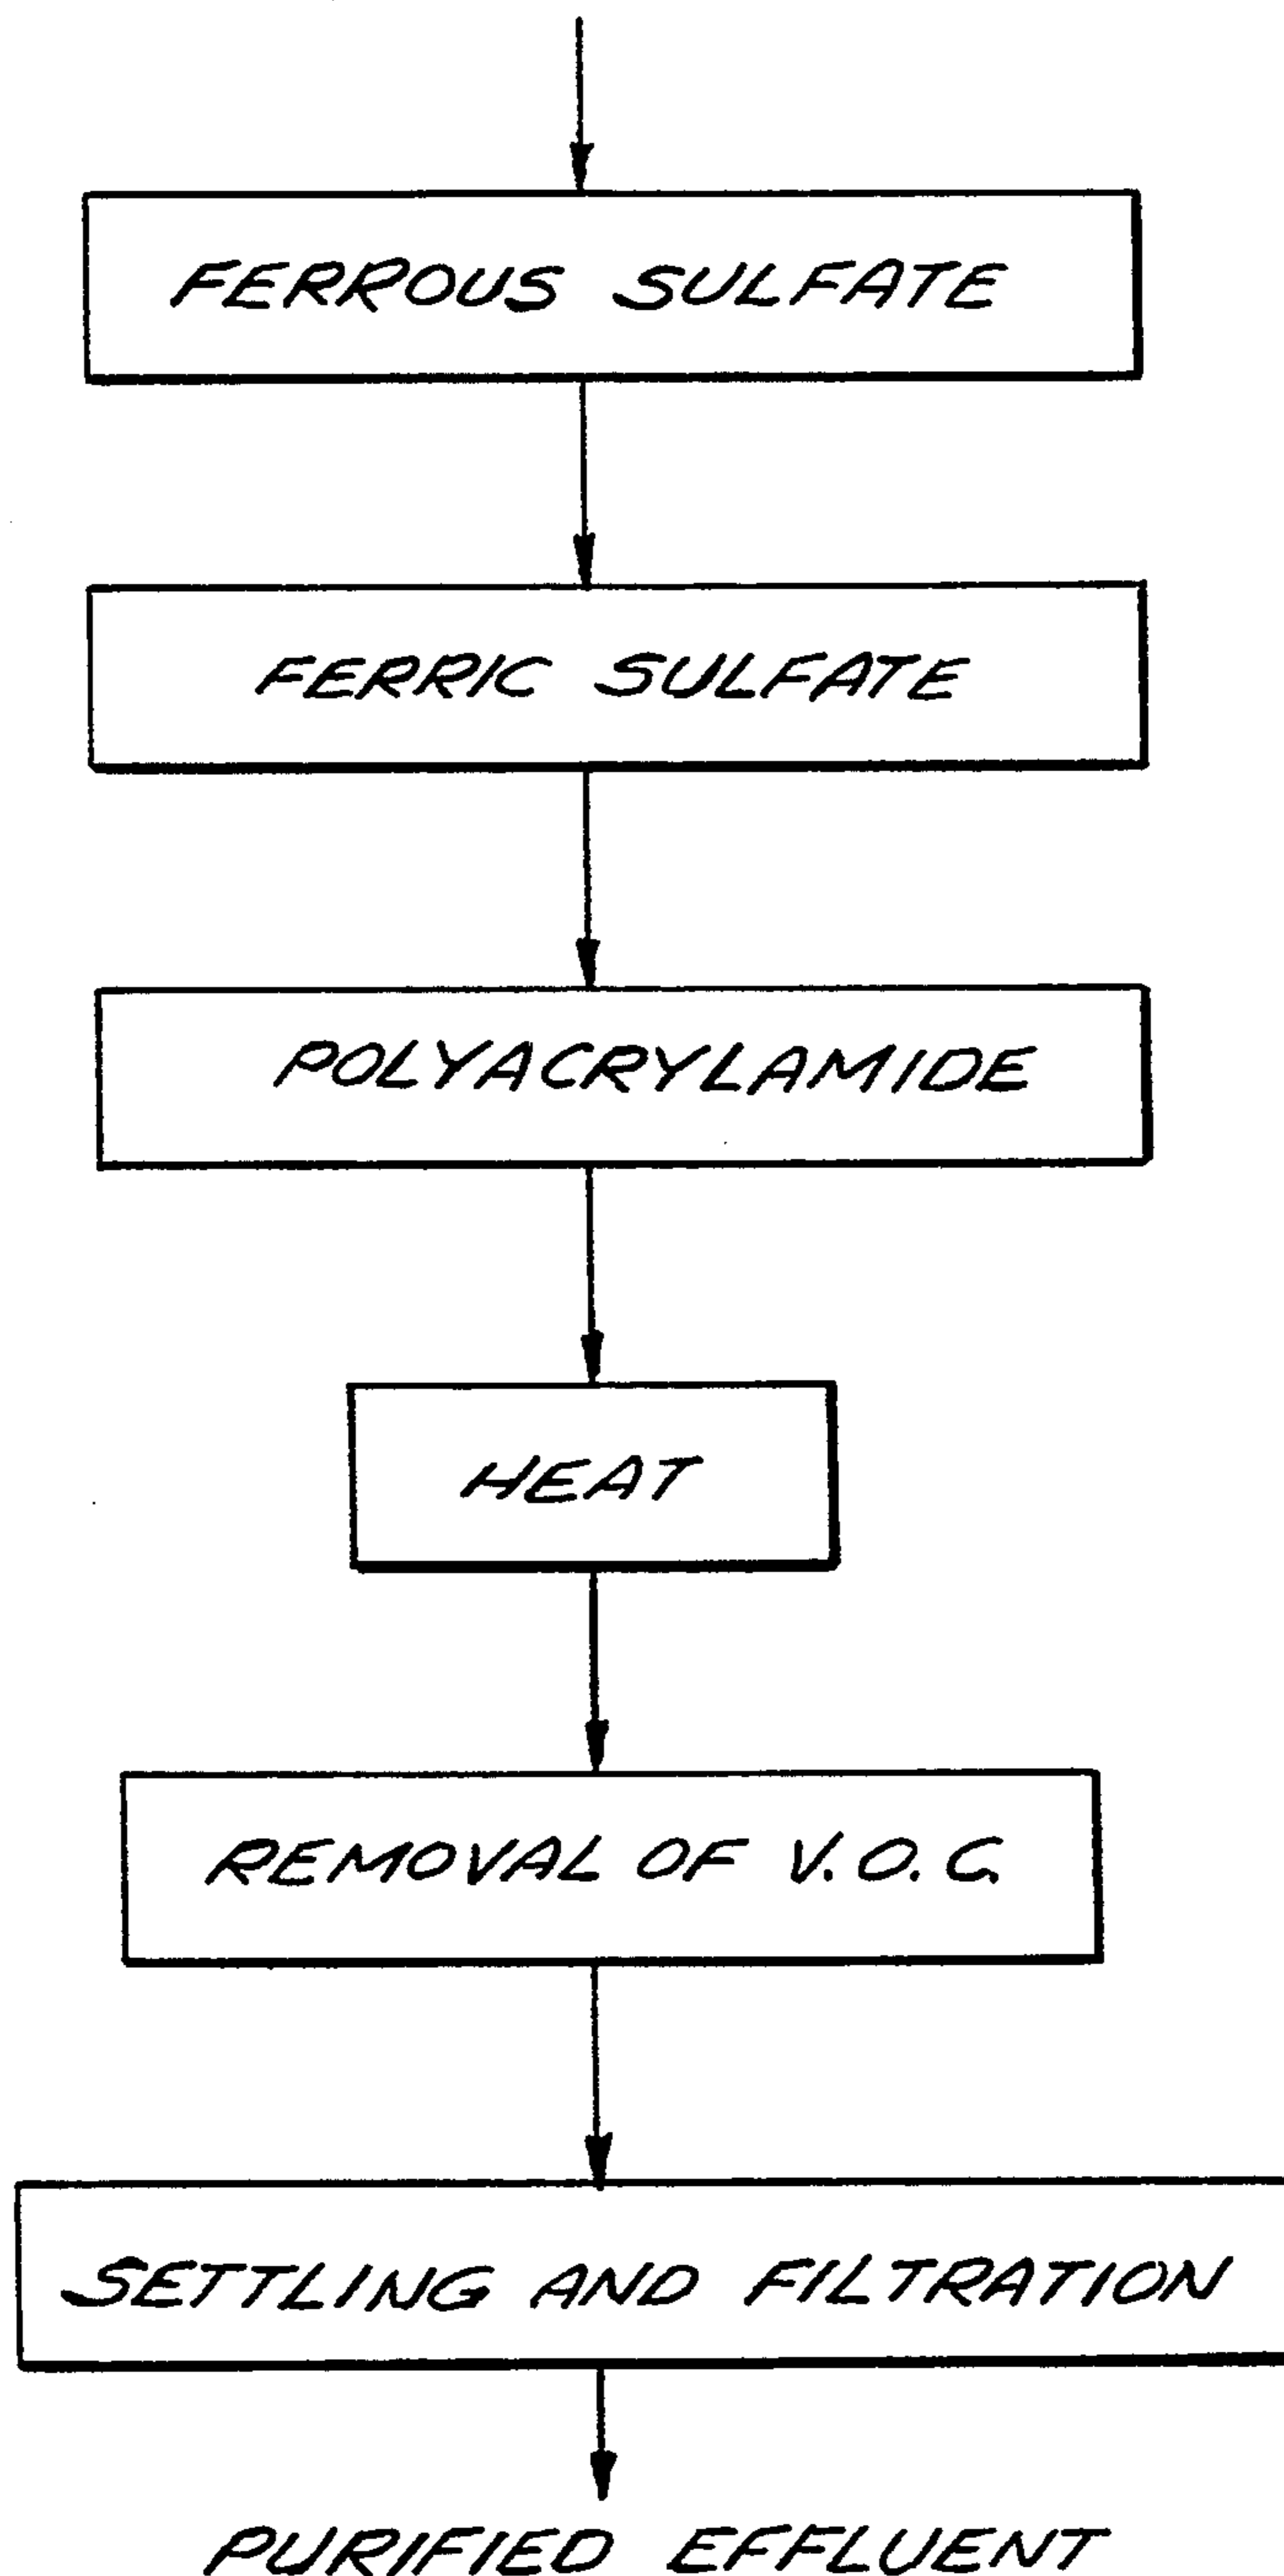 FERROUS SULFATE
FERRIC SULFATE
POLYACRYLAMIDE
HEAT
REMOVAL OF V.O.C.
SETTLING AND FILTRATION
PURIFIED EFFLUENT